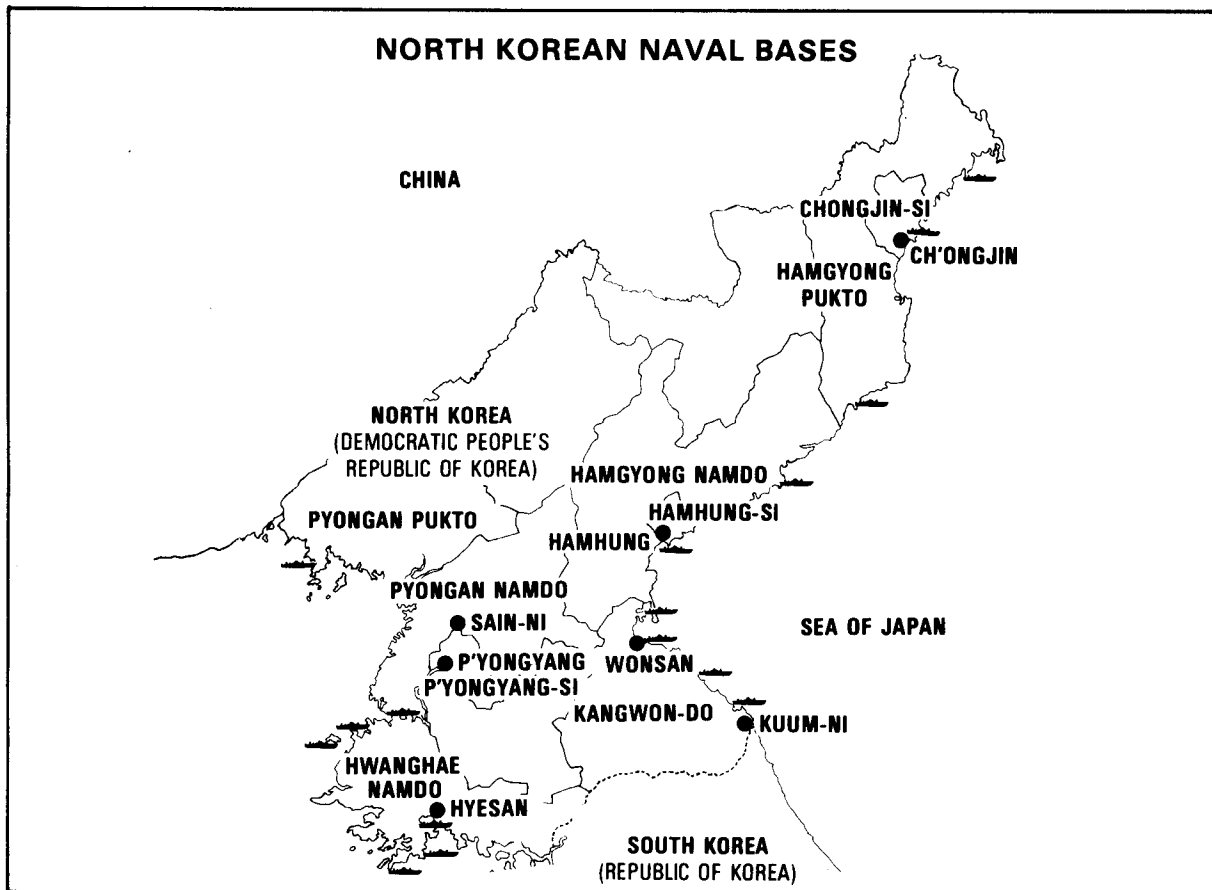 NORTH KOREAN NAVAL BASES
CHINA
CHONGJIN-SI
CH'ONGJIN
HAMGYONG
PUKTO
NORTH KOREA
(DEMOCRATIC PEOPLE'S
REPUBLIC OF KOREA)
HAMGYONG NAMDO
HAMHUNG-SI
PYONGAN PUKTO
HAMHUNG
PYONGAN NAMDO
SAIN-NI
SEA OF JAPAN
P'YONGYANG
WONSAN
P'YONGYANG-SI
KANGWON-DO
KUUM-NI
HWANGHAE
NAMDO
HYESAN
SOUTH KOREA
(REPUBLIC OF KOREA)